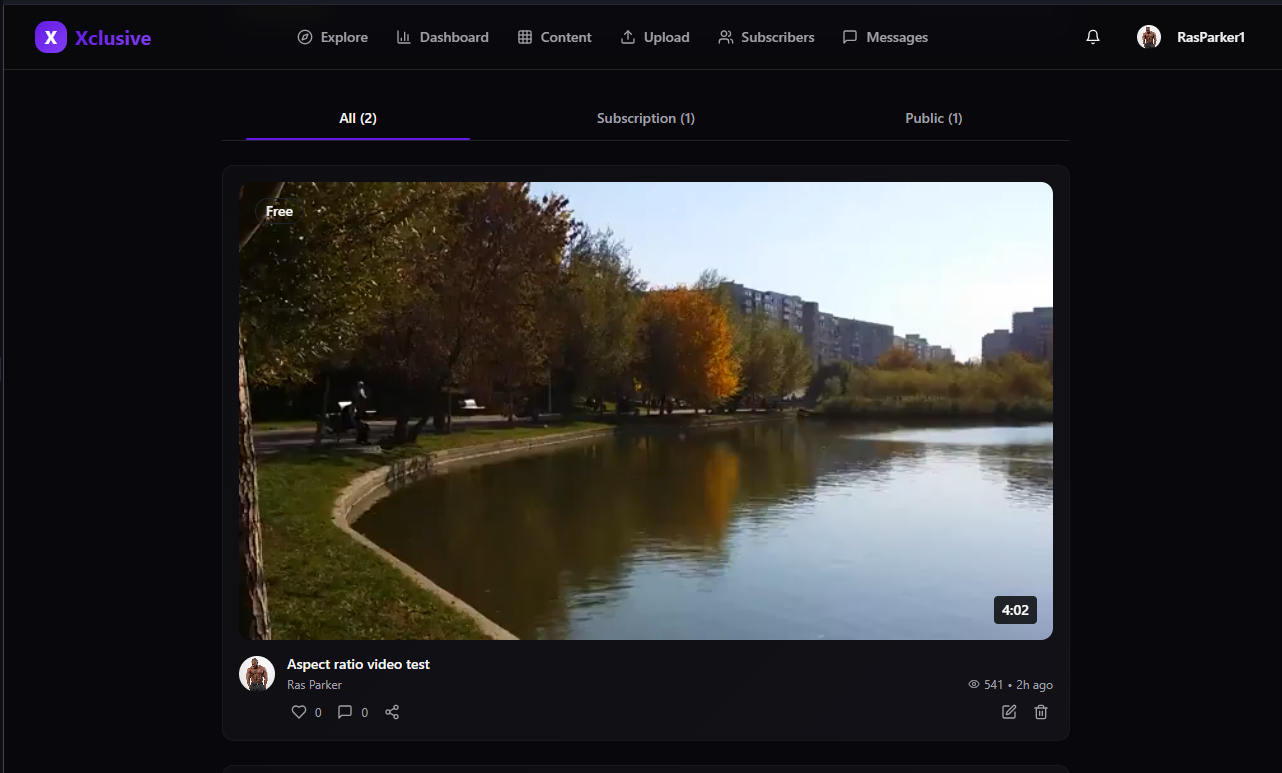 X Xclusive
Explore
Dashboard
Content
Upload
Subscribers
Messages
RasParker1
All (2)
Subscription (1)
Public (1)
Free
4:02
Aspect ratio video test
Ras Parker
541 • 2h ago
0
0